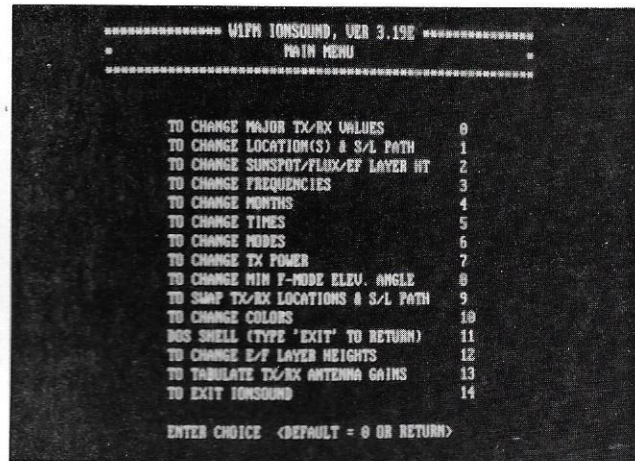 *************** W1FM IONSOUND, VER 3.19E ***************
* MAIN MENU *
************************************************************
TO CHANGE MAJOR TX/RX VALUES 0
TO CHANGE LOCATION(S) & S/L PATH 1
TO CHANGE SUNSPOT/FLUX/EF LAYER HT 2
TO CHANGE FREQUENCIES 3
TO CHANGE MONTHS 4
TO CHANGE TIMES 5
TO CHANGE MODES 6
TO CHANGE TX POWER 7
TO CHANGE MIN F-MODE ELEV. ANGLE 8
TO SWAP TX/RX LOCATIONS & S/L PATH 9
TO CHANGE COLORS 10
DOS SHELL (TYPE 'EXIT' TO RETURN) 11
TO CHANGE E/F LAYER HEIGHTS 12
TO TABULATE TX/RX ANTENNA GAINS 13
TO EXIT IONSOUND 14
ENTER CHOICE <DEFAULT = 0 OR RETURN>